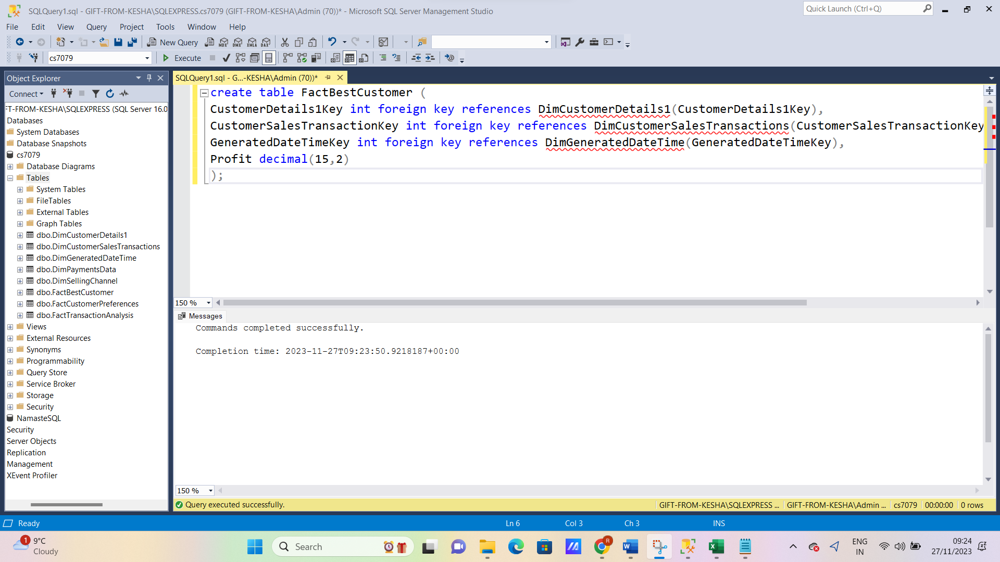 SQLQuery1.sql - GIFT-FROM-KESHA\SQLEXPRESS.cs7079 (GIFT-FROM-KESHA\Admin (70))* - Microsoft SQL Server Management Studio
Quick Launch (Ctrl+Q)
File Edit View Query Project Tools Window Help
New Query MDX DMX XMLA DAX
cs7079 Execute
Object Explorer
Connect
FT-FROM-KESHA\SQLEXPRESS (SQL Server 16.0
Databases
System Databases
Database Snapshots
cs7079
Database Diagrams
Tables
System Tables
FileTables
External Tables
Graph Tables
dbo.DimCustomerDetails1
dbo.DimCustomerSalesTransactions
dbo.DimGeneratedDateTime
dbo.DimPaymentsData
dbo.DimSellingChannel
dbo.FactBestCustomer
dbo.FactCustomerPreferences
dbo.FactTransactionAnalysis
Views
External Resources
Synonyms
Programmability
Query Store
Service Broker
Storage
Security
NamasteSQL
Security
Server Objects
Replication
Management
XEvent Profiler
SQLQuery1.sql - G...-KESHA\Admin (70))*
create table FactBestCustomer (
CustomerDetails1Key int foreign key references DimCustomerDetails1(CustomerDetails1Key),
CustomerSalesTransactionKey int foreign key references DimCustomerSalesTransactions(CustomerSalesTransactionKey
GeneratedDateTimeKey int foreign key references DimGeneratedDateTime(GeneratedDateTimeKey),
Profit decimal(15,2)
);
150 %
Messages
Commands completed successfully.
Completion time: 2023-11-27T09:23:50.9218187+00:00
150 %
Query executed successfully. GIFT-FROM-KESHA\SQLEXPRESS ... GIFT-FROM-KESHA\Admin ... cs7079 00:00:00 0 rows
Ready Ln 6 Col 3 Ch 3 INS
1
9°C
Cloudy
Search
R
ENG
IN
09:24
27/11/2023